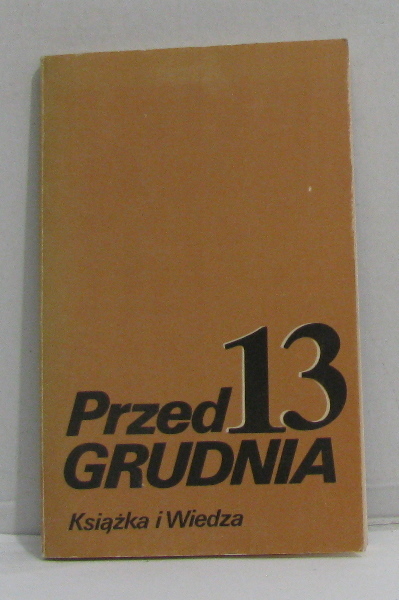 Przed 13
GRUDNIA
Książka i Wiedza